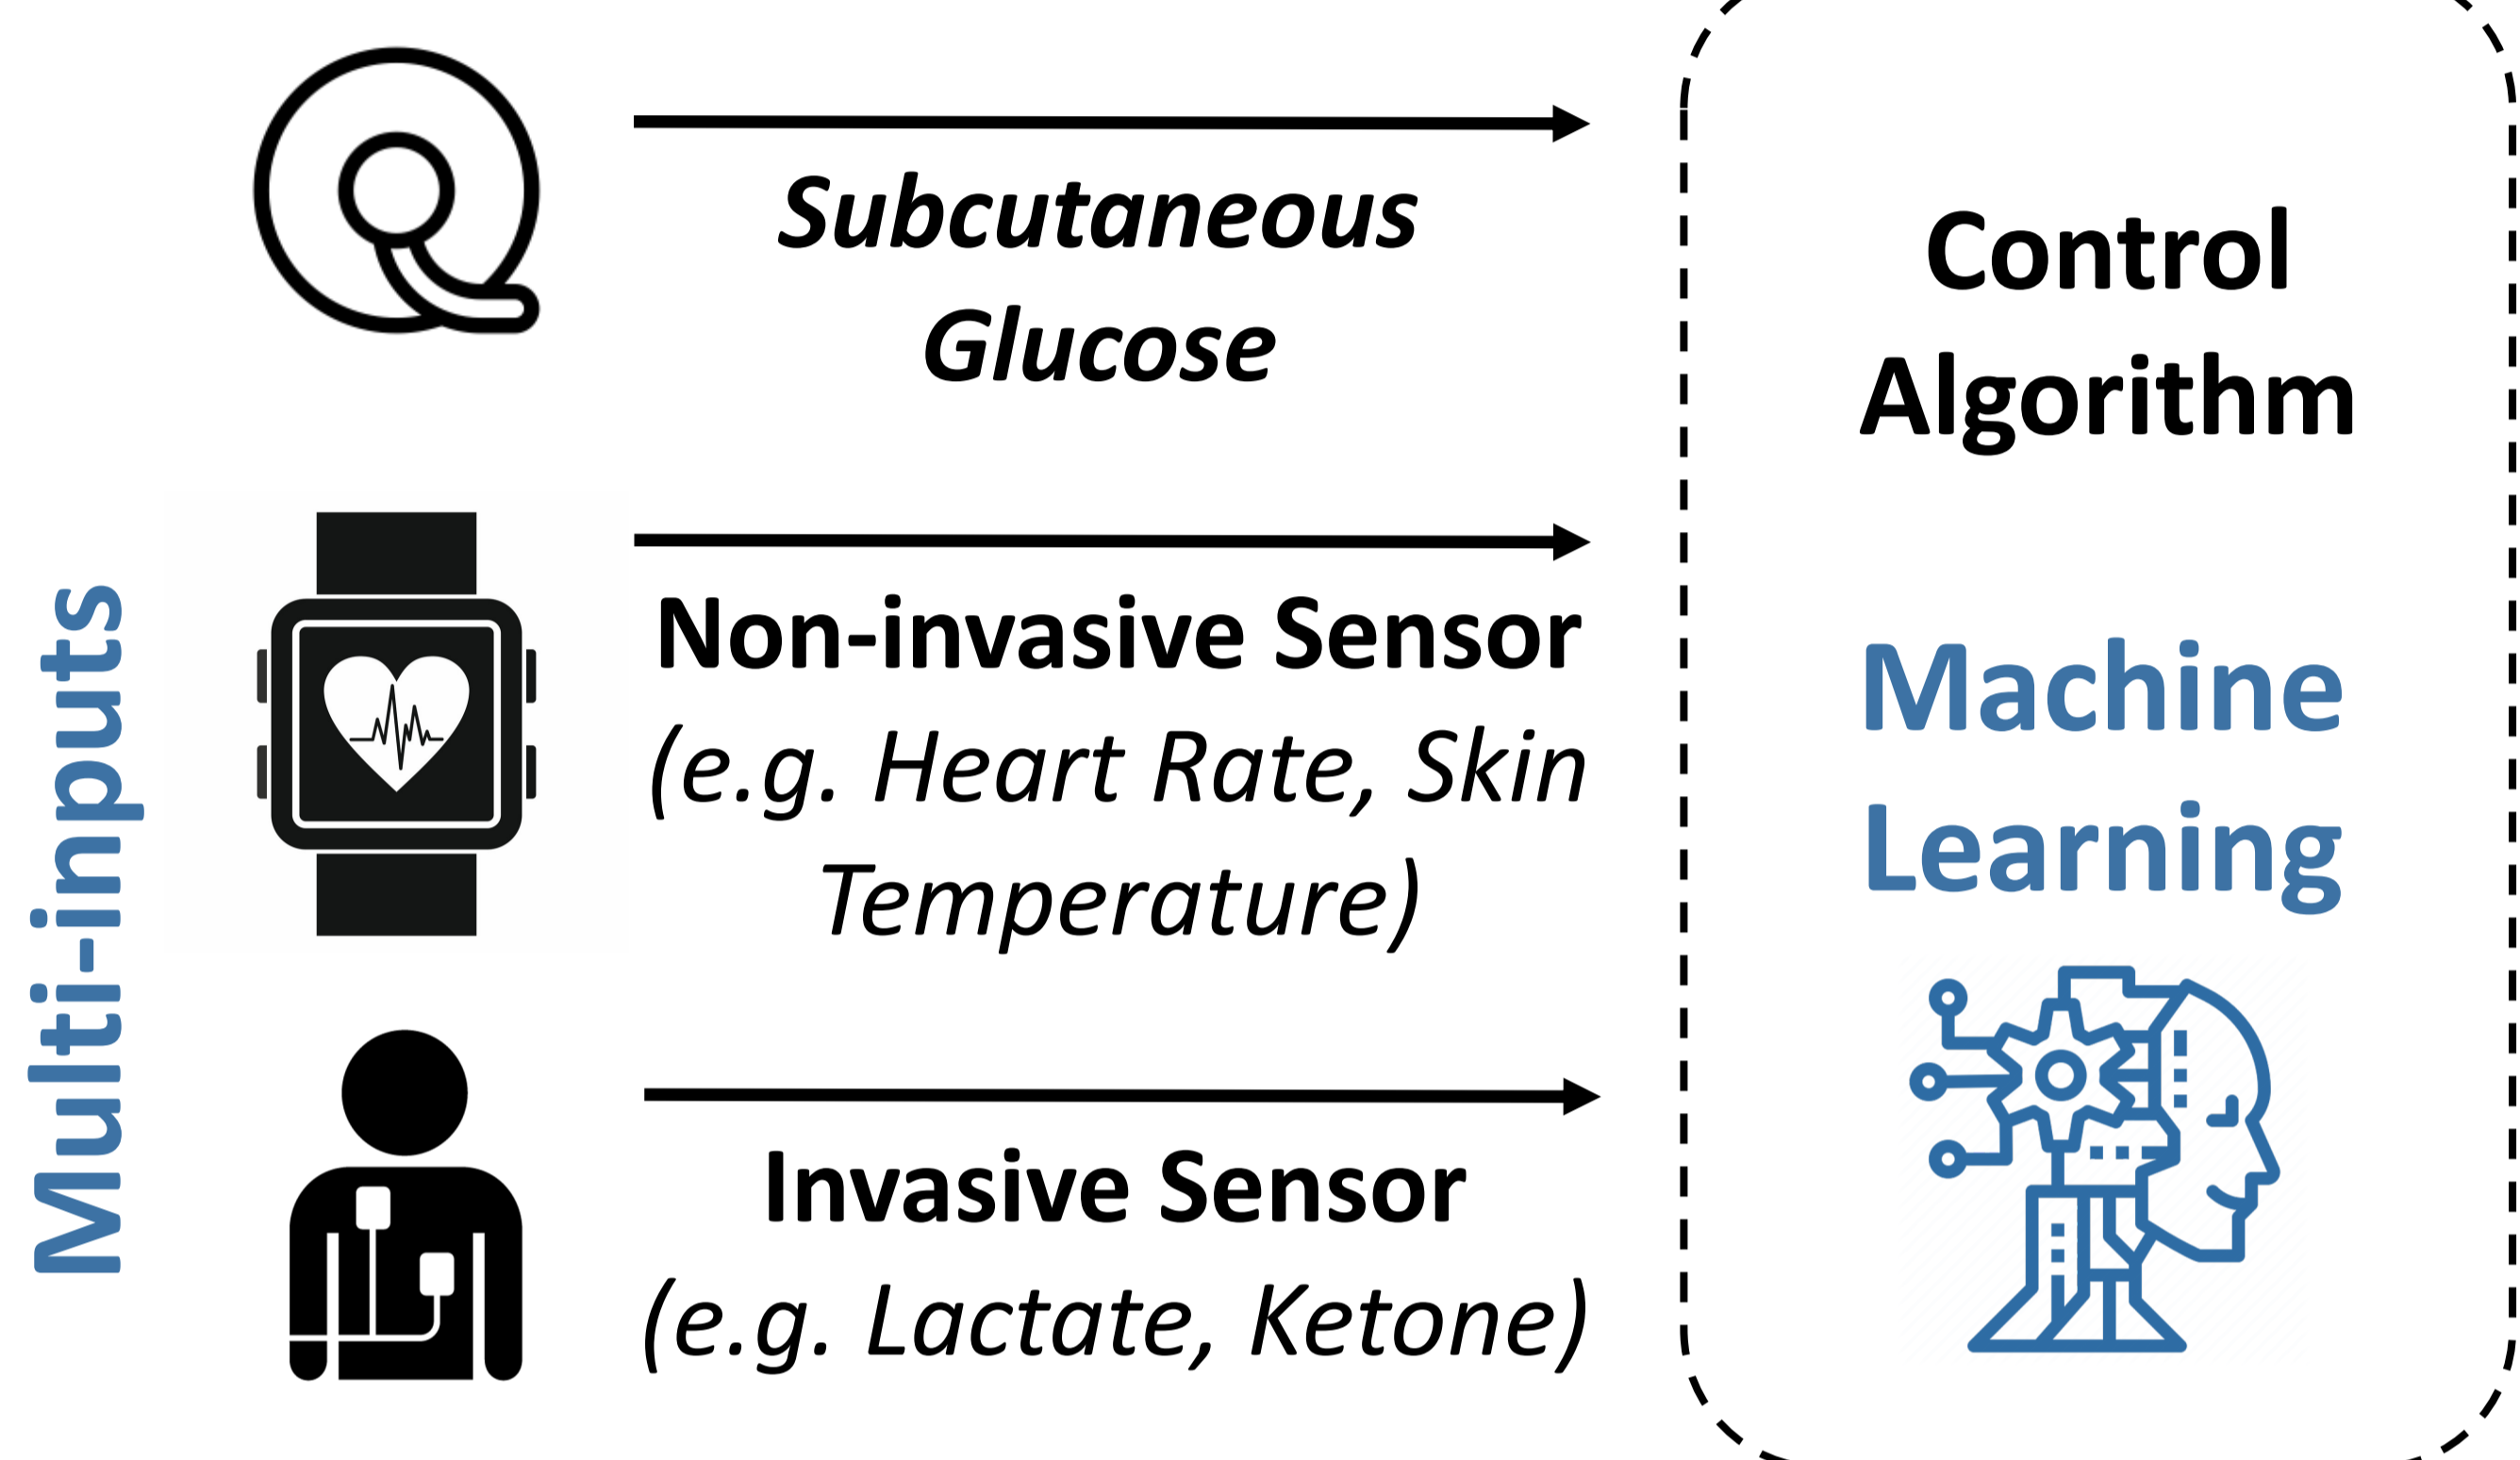 Multi-inputs
Subcutaneous
Glucose
Non-invasive Sensor
(e.g. Heart Rate, Skin
Temperature)
Invasive Sensor
(e.g. Lactate, Ketone)
Control
Algorithm
Machine
Learning